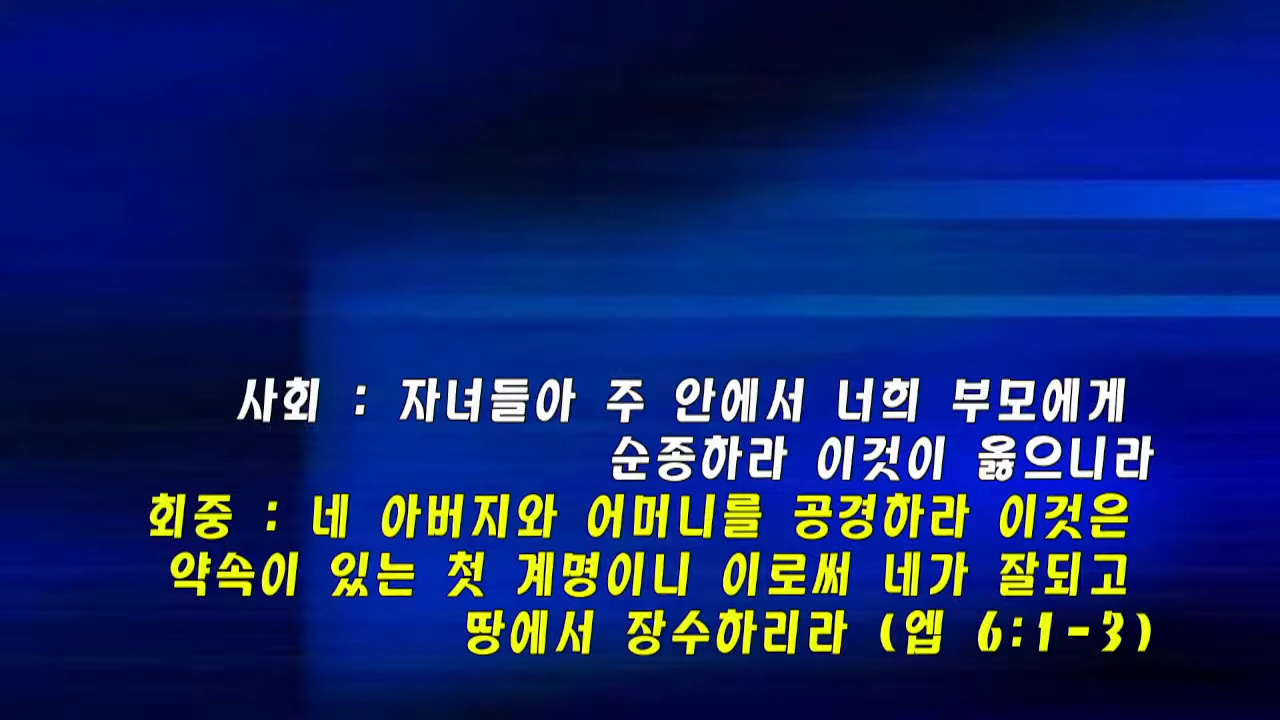 사회 : 자녀들아 주 안에서 너희 부모에게
순종하라 이것이 옳으니라
회중 : 네 아버지와 어머니를 공경하라 이것은
약속이 있는 첫 계명이니 이로써 네가 잘되고
땅에서 장수하리라 (엡 6:1-3)